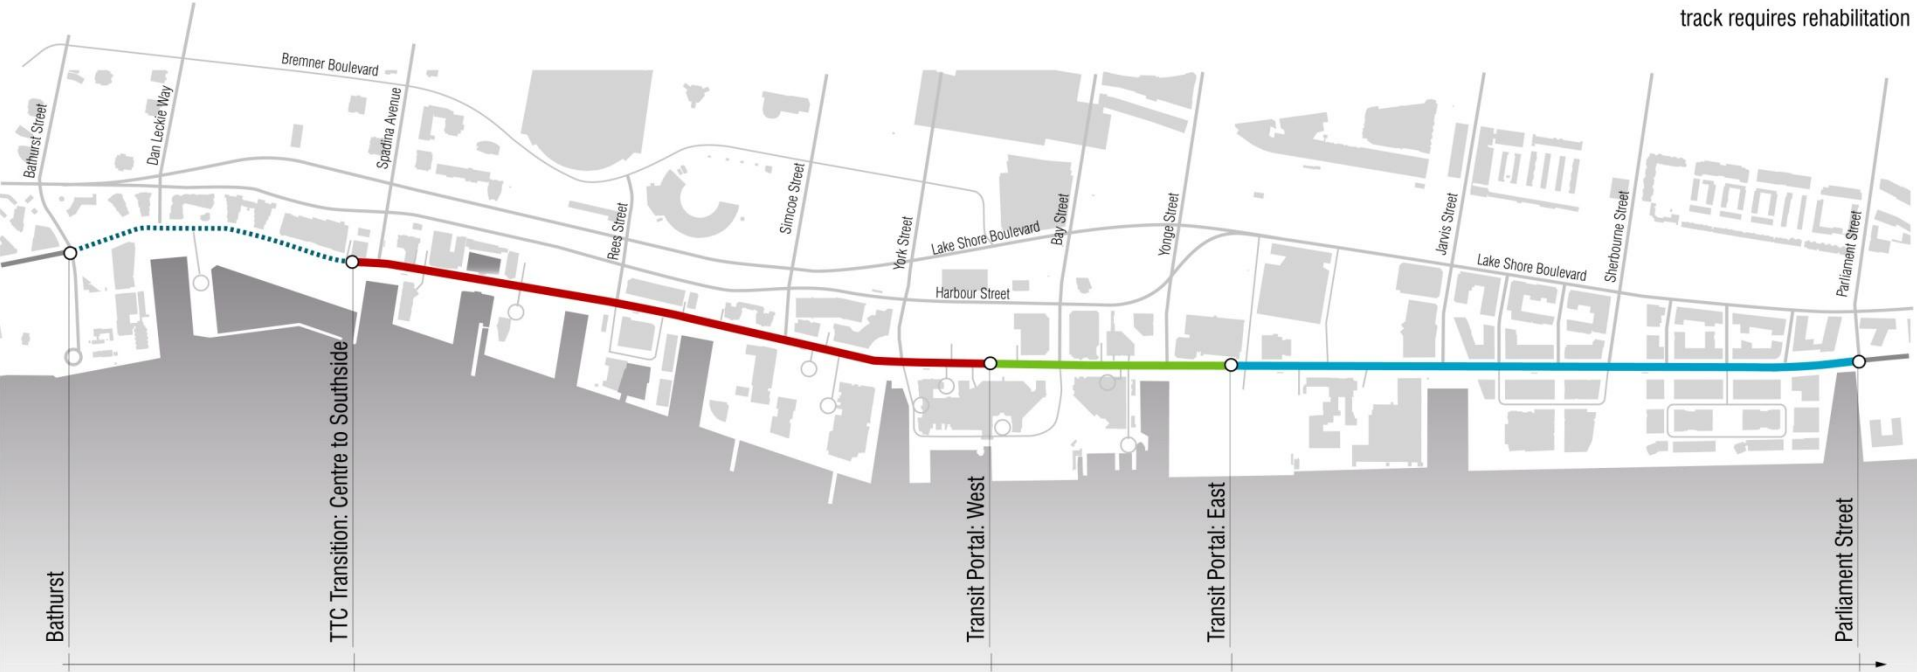 track requires rehabilitation
Bremner Boulevard
Bathurst Street
Dan Leckie Way
Spadina Avenue
Rees Street
Simcoe Street
York Street
Lake Shore Boulevard
Bay Street
Yonge Street
Harbour Street
Jarvis Street
Lake Shore Boulevard
Sherbourne Street
Parliament Street
Bathurst
TTC Transition: Centre to Southside
Transit Portal: West
Transit Portal: East
Parliament Street